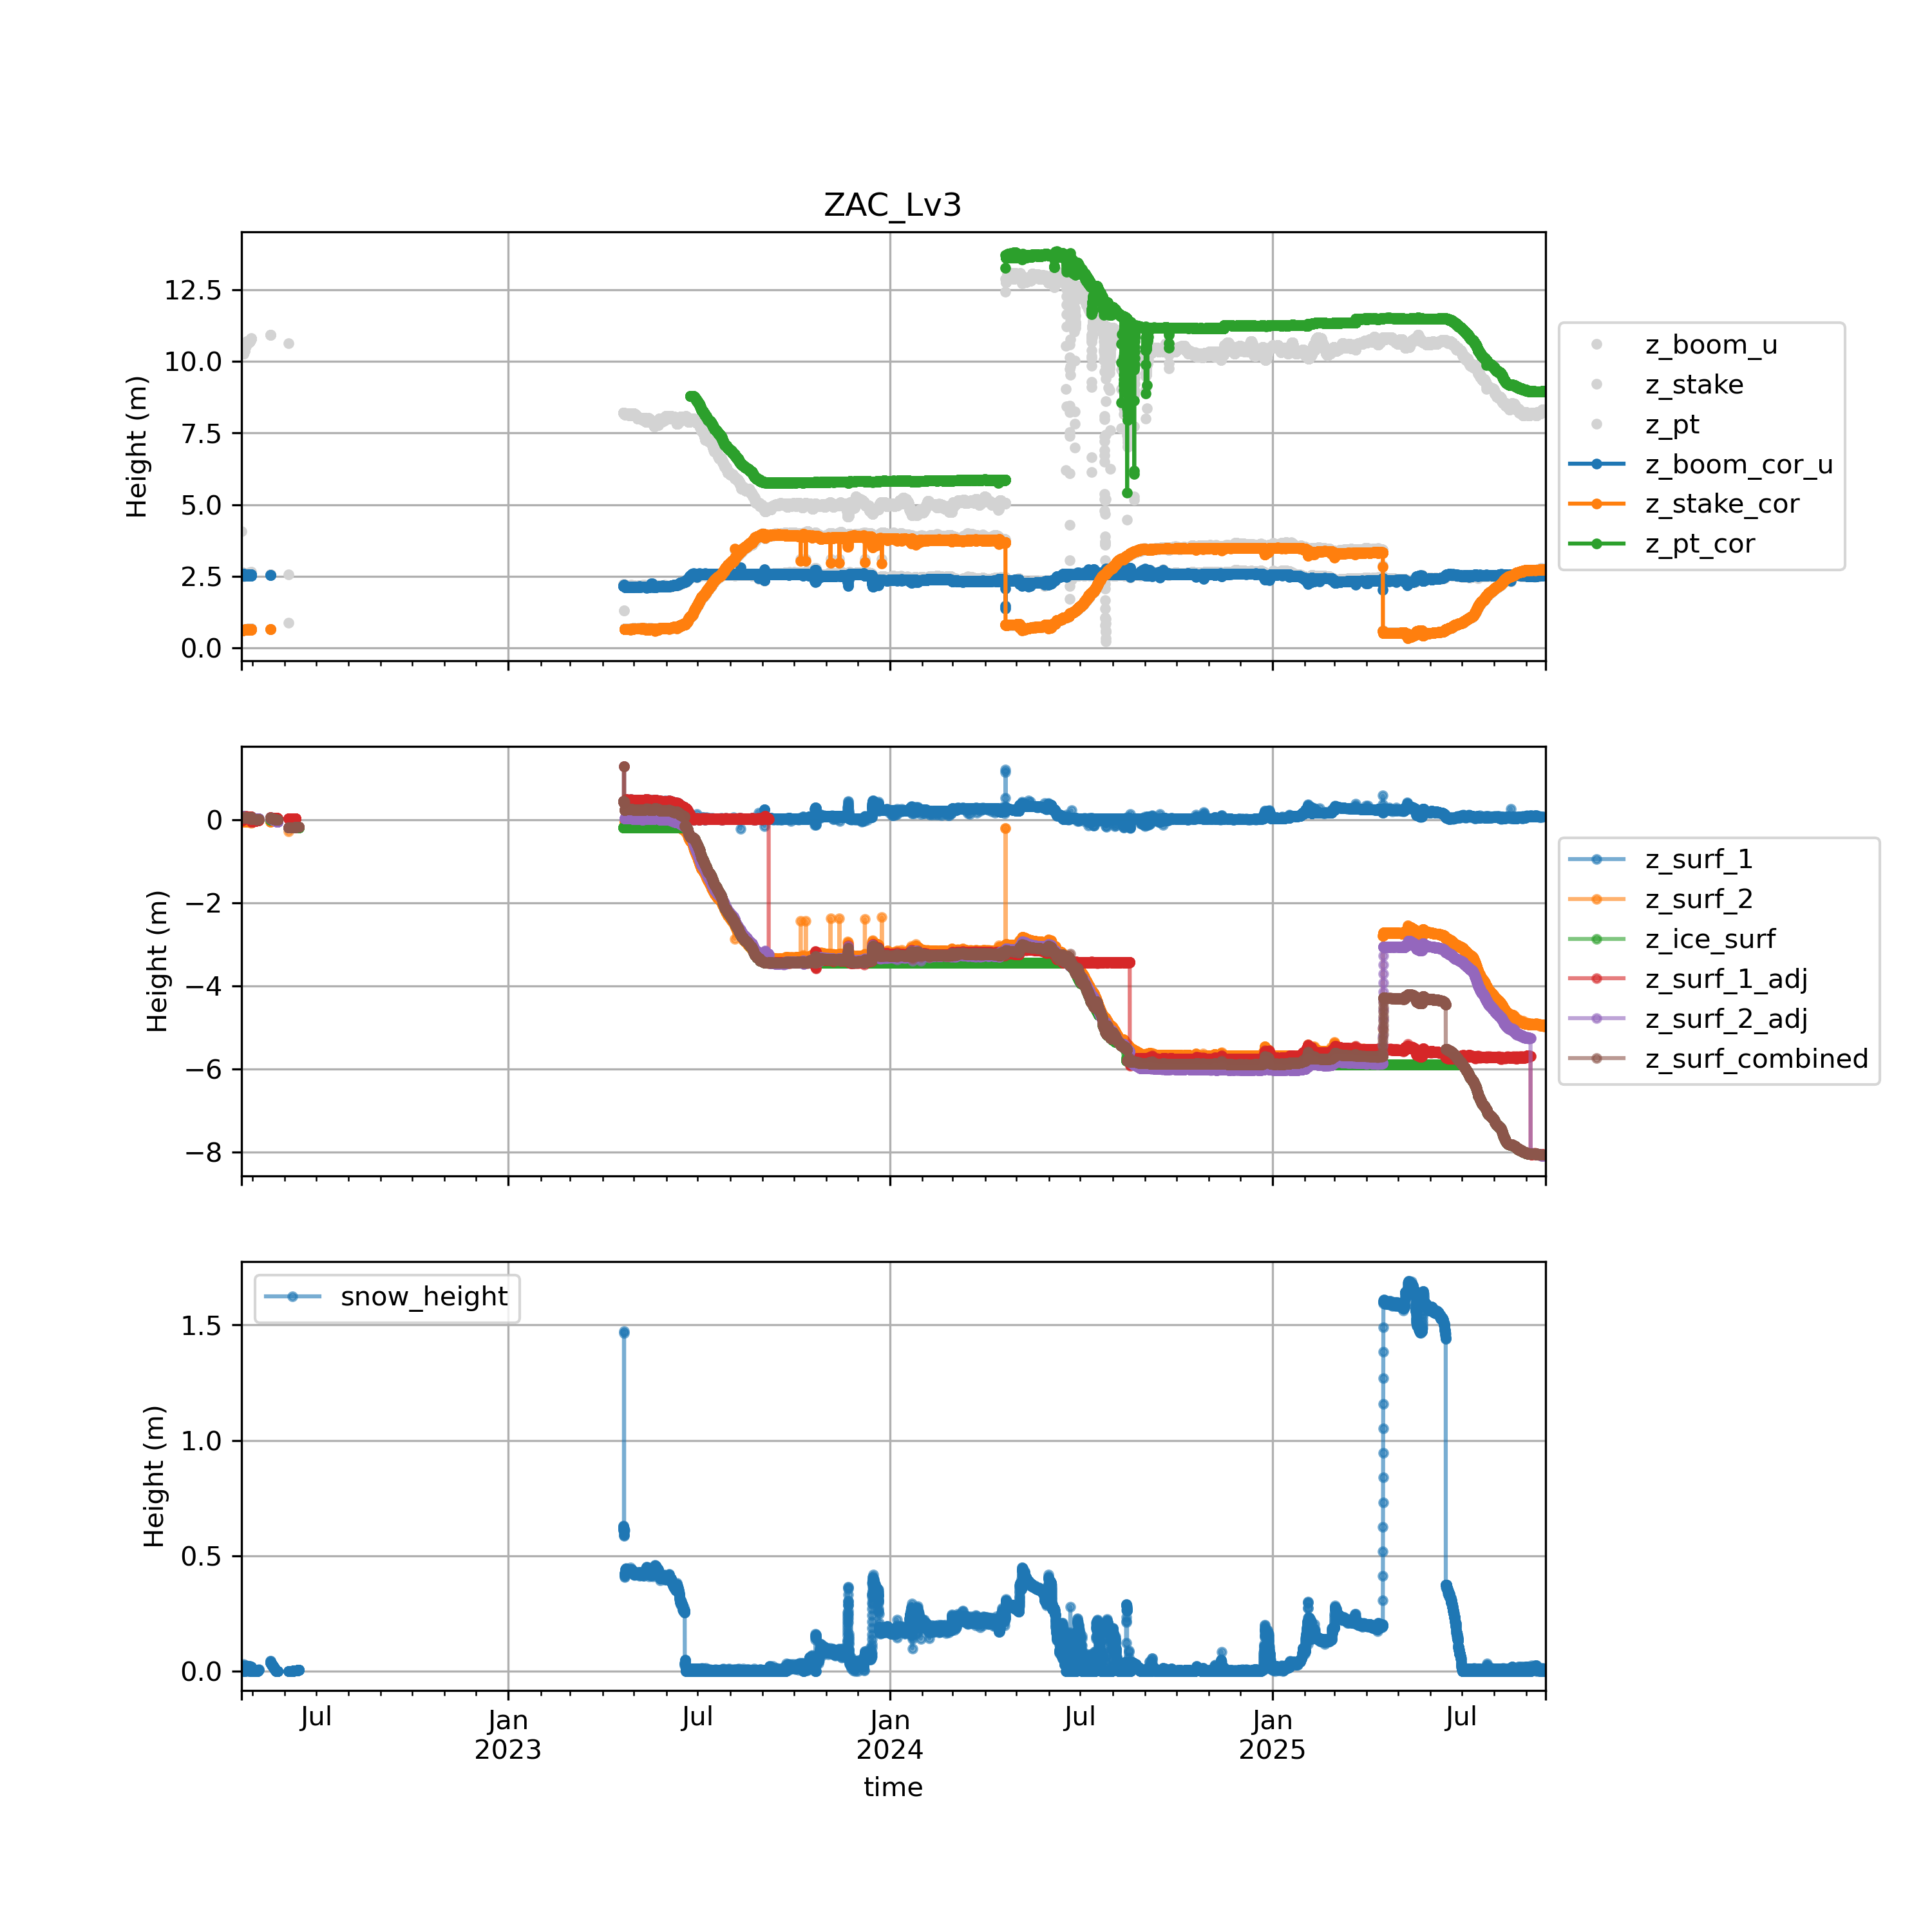 ZAC_Lv3
Height (m)
12.5
10.0
7.5
5.0
2.5
0.0
z_boom_u
z_stake
z_pt
z_boom_cor_u
z_stake_cor
z_pt_cor
Height (m)
0
−2
−4
−6
−8
z_surf_1
z_surf_2
z_ice_surf
z_surf_1_adj
z_surf_2_adj
z_surf_combined
Height (m)
1.5
1.0
0.5
0.0
snow_height
Jul
Jan
2023
Jul
Jan
2024
Jul
Jan
2025
Jul
time